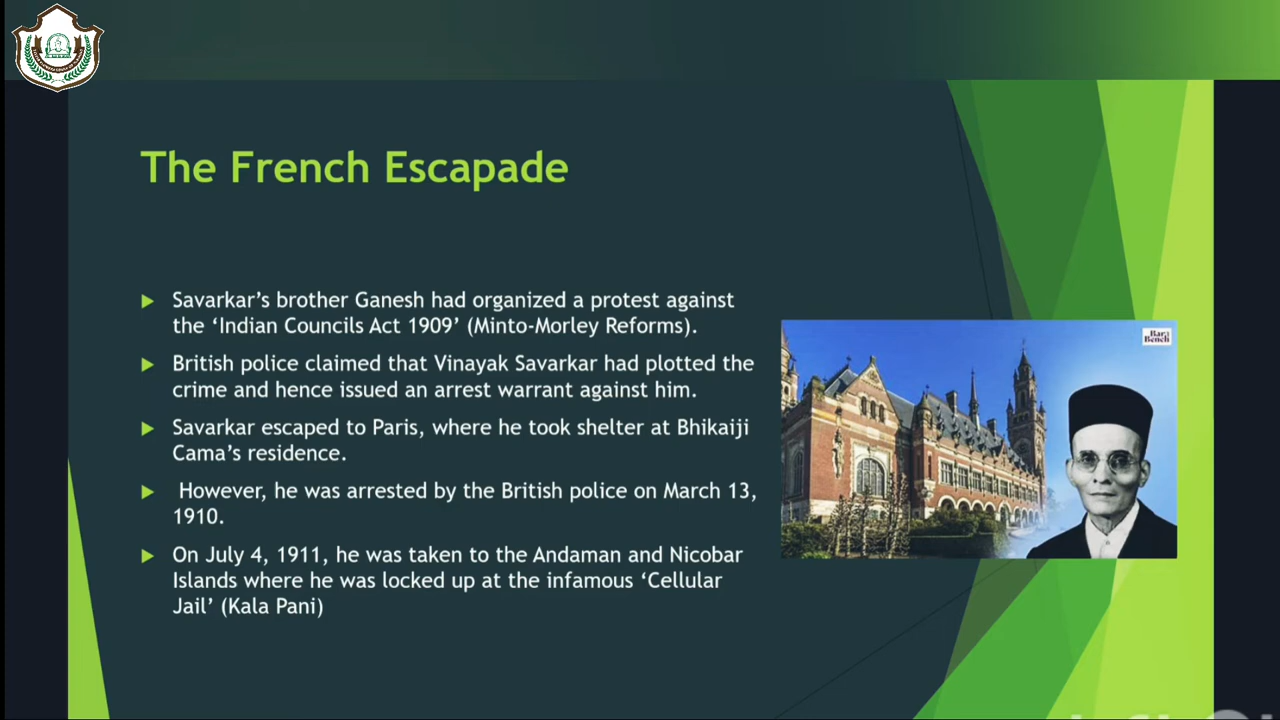 The French Escapade
Savarkar’s brother Ganesh had organized a protest against
the ‘Indian Councils Act 1909’ (Minto-Morley Reforms).
British police claimed that Vinayak Savarkar had plotted the
crime and hence issued an arrest warrant against him.
Savarkar escaped to Paris, where he took shelter at Bhikaiji
Cama’s residence.
However, he was arrested by the British police on March 13,
1910.
On July 4, 1911, he was taken to the Andaman and Nicobar
Islands where he was locked up at the infamous ‘Cellular
Jail’ (Kala Pani)
Bar
Bench